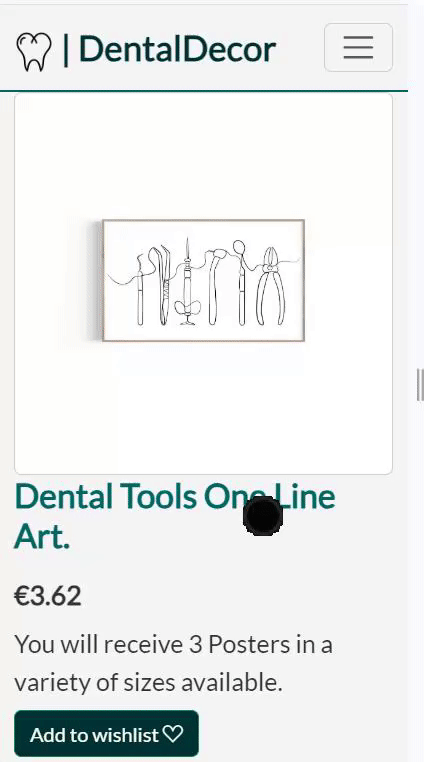 | DentalDecor
Dental Tools One Line
Art.
€3.62
You will receive 3 Posters in a
variety of sizes available.
Add to wishlist